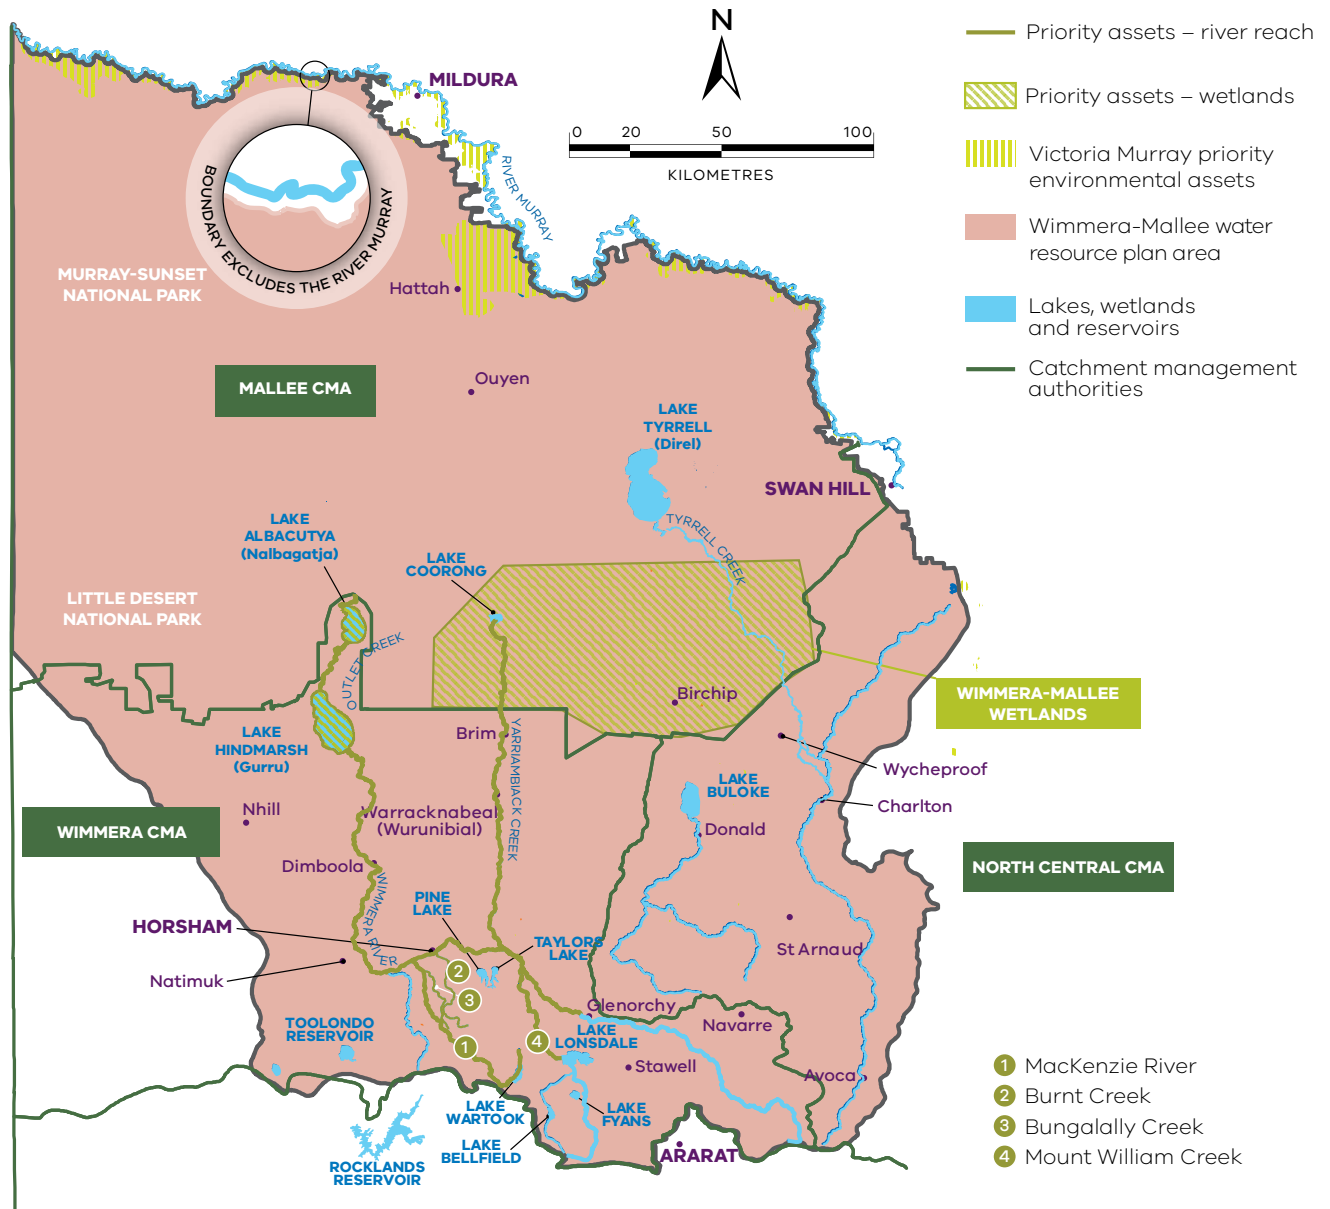 N
0 20 50 100
KILOMETRES
Priority assets – river reach
Priority assets – wetlands
Victoria Murray priority
environmental assets
Wimmera-Mallee water
resource plan area
Lakes, wetlands
and reservoirs
Catchment management
authorities
MILDURA
RIVER MURRAY
BOUNDARY EXCLUDES THE RIVER MURRAY
MURRAY-SUNSET
NATIONAL PARK
Hattah
MALLEE CMA
Ouyen
LAKE
TYRRELL
(Direl)
SWAN HILL
TYRRELL CREEK
LAKE
ALBACUTYA
(Nalbagatja)
LAKE
COORONG
LITTLE DESERT
NATIONAL PARK
OUTLET CREEK
Birchip
WIMMERA-MALLEE
WETLANDS
LAKE
HINDMARSH
(Gurru)
Brim
YARRIAMBIACK CREEK
Wycheproof
LAKE
BULOKE
Charlton
Nhill
Warracknabeal
(Wurunibial)
Donald
WIMMERA CMA
Dimboola
NORTH CENTRAL CMA
WIMMERA RIVER
PINE
LAKE
HORSHAM
TAYLORS
LAKE
St Arnaud
Natimuk
2
3
Glenorchy
Navarre
TOOLONDO
RESERVOIR
1
4
LAKE
LONSDALE
Stawell
Avoca
LAKE
WARTOOK
LAKE
FYANS
LAKE
BELLFIELD
ARARAT
ROCKLANDS
RESERVOIR
1 MacKenzie River
2 Burnt Creek
3 Bungalally Creek
4 Mount William Creek